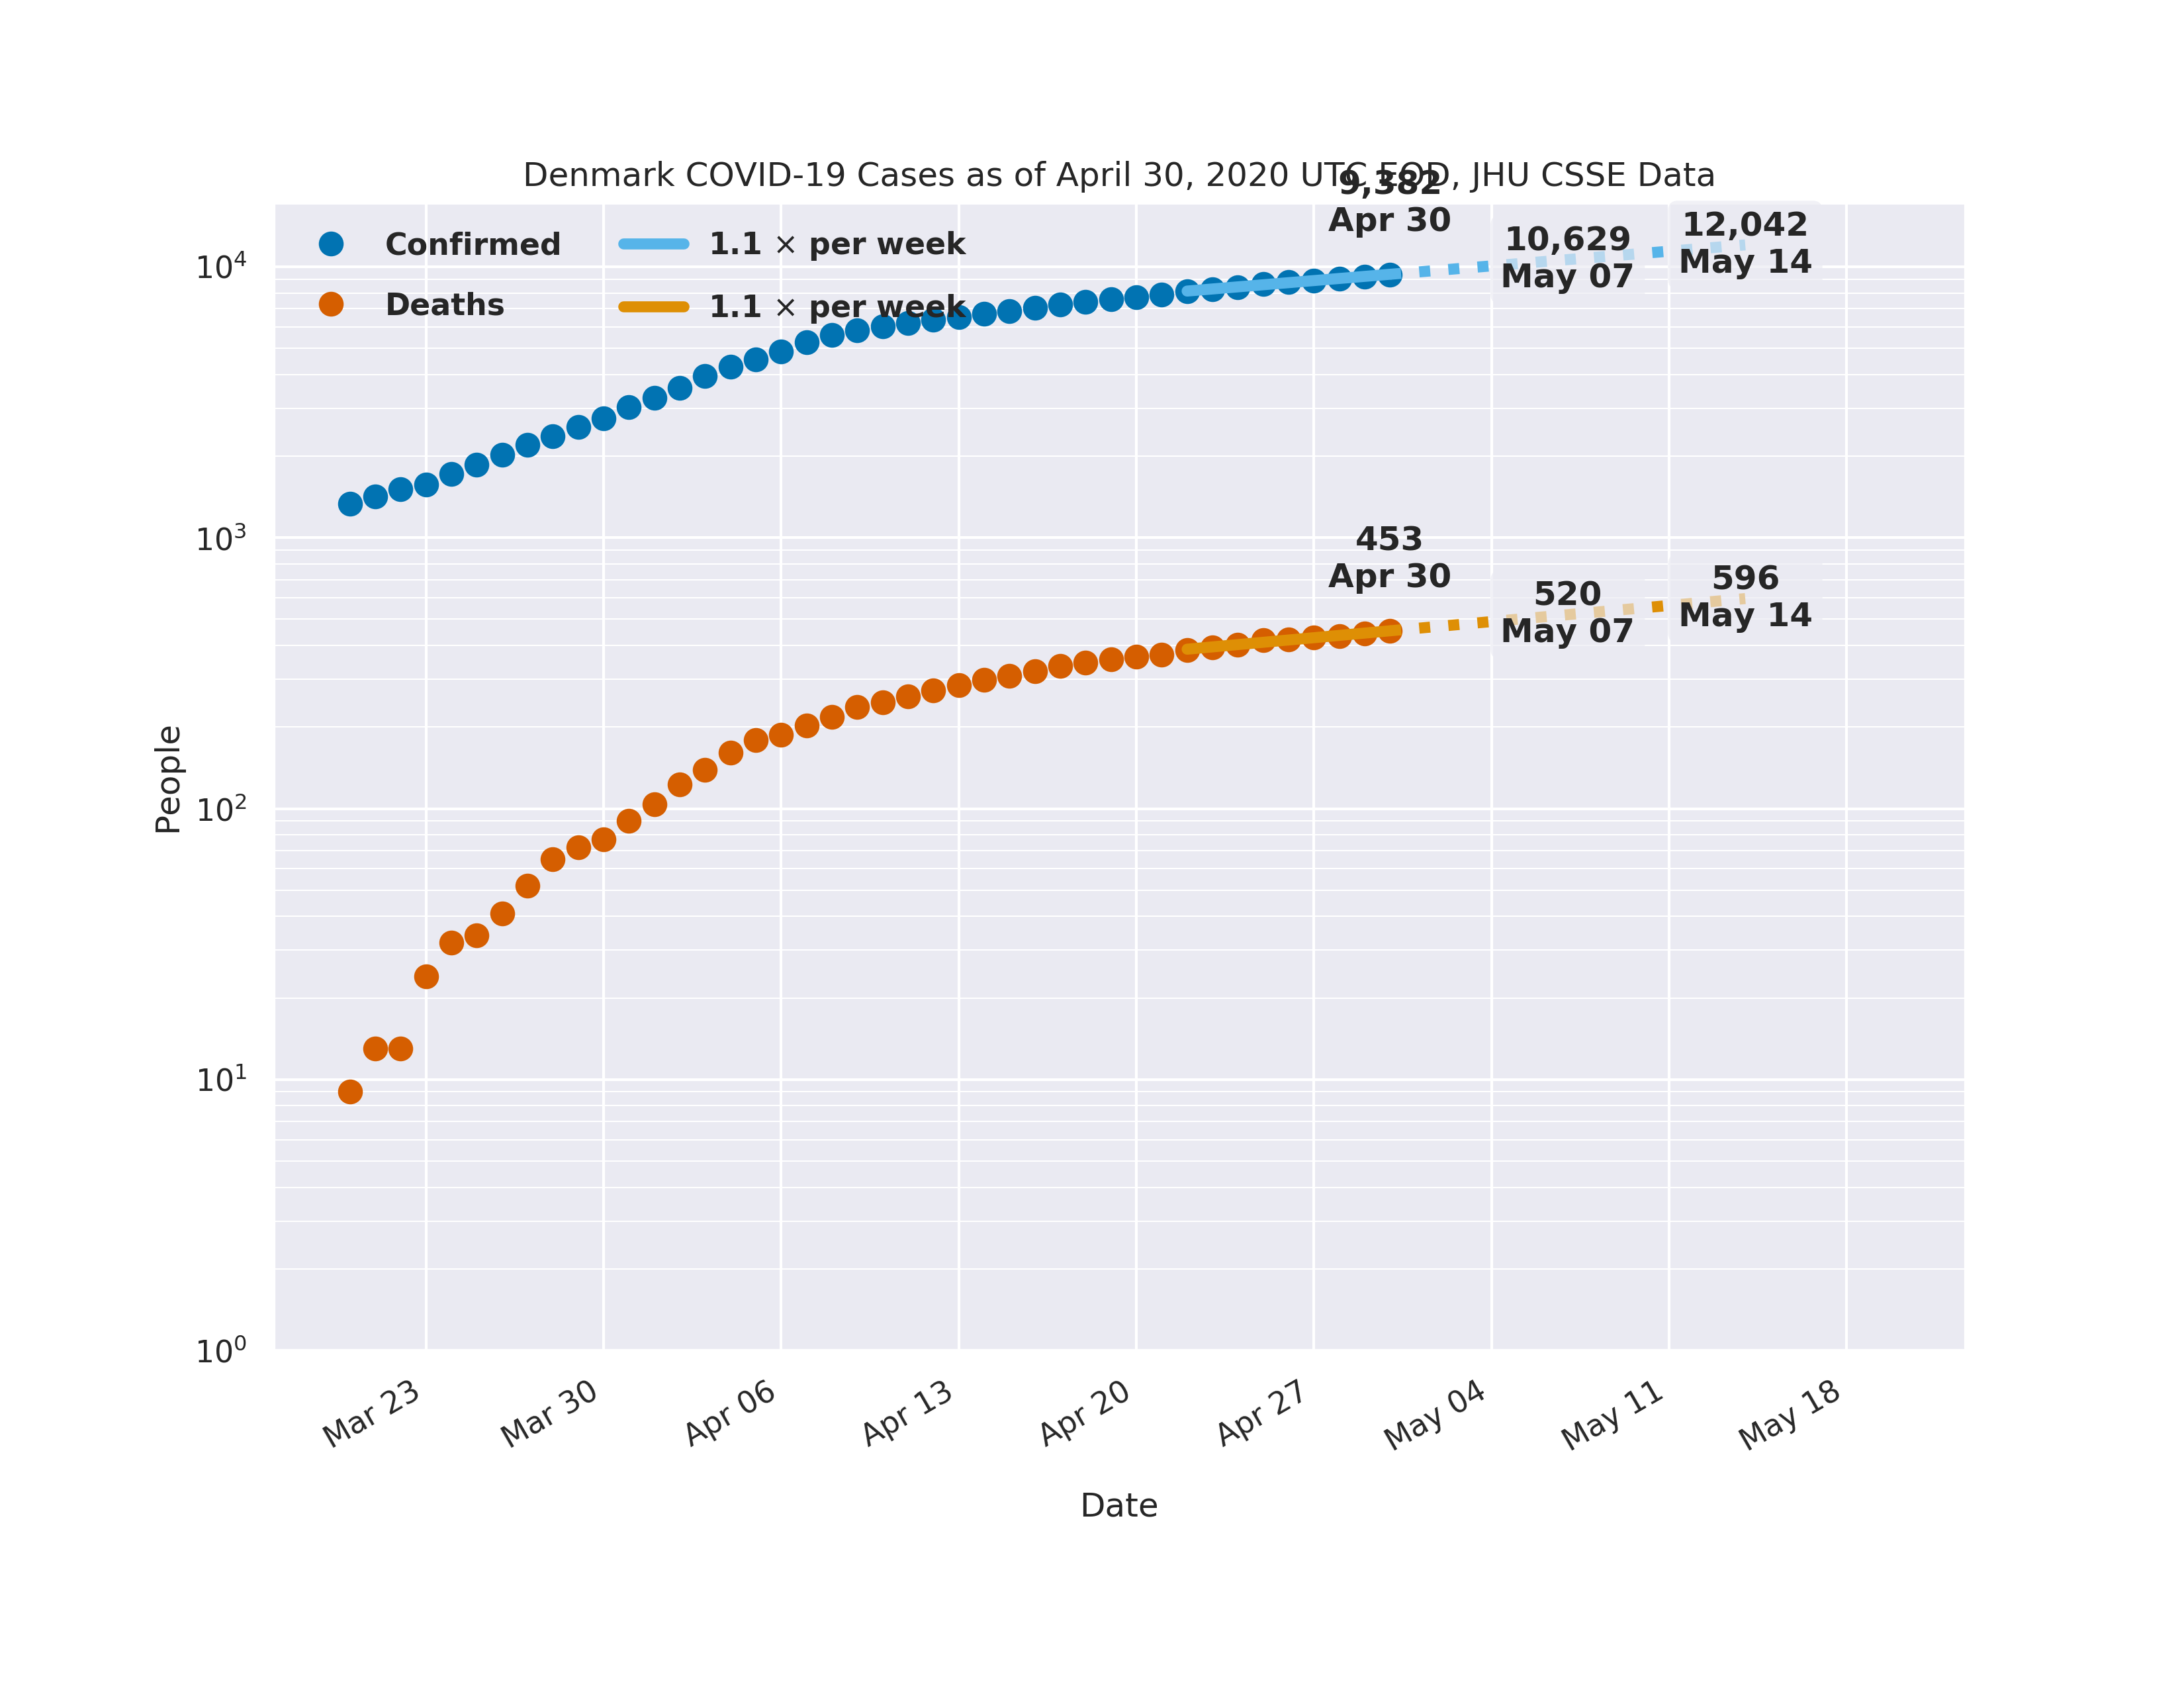 Denmark COVID-19 Cases as of April 30, 2020 UTC EOD, JHU CSSE Data
9,382
Apr 30
10,629
May 07
12,042
May 14
Confirmed
Deaths
1.1 × per week
1.1 × per week
453
Apr 30
520
May 07
596
May 14
People
10⁴
10³
10²
10¹
10⁰
Mar 23
Mar 30
Apr 06
Apr 13
Apr 20
Apr 27
May 04
May 11
May 18
Date